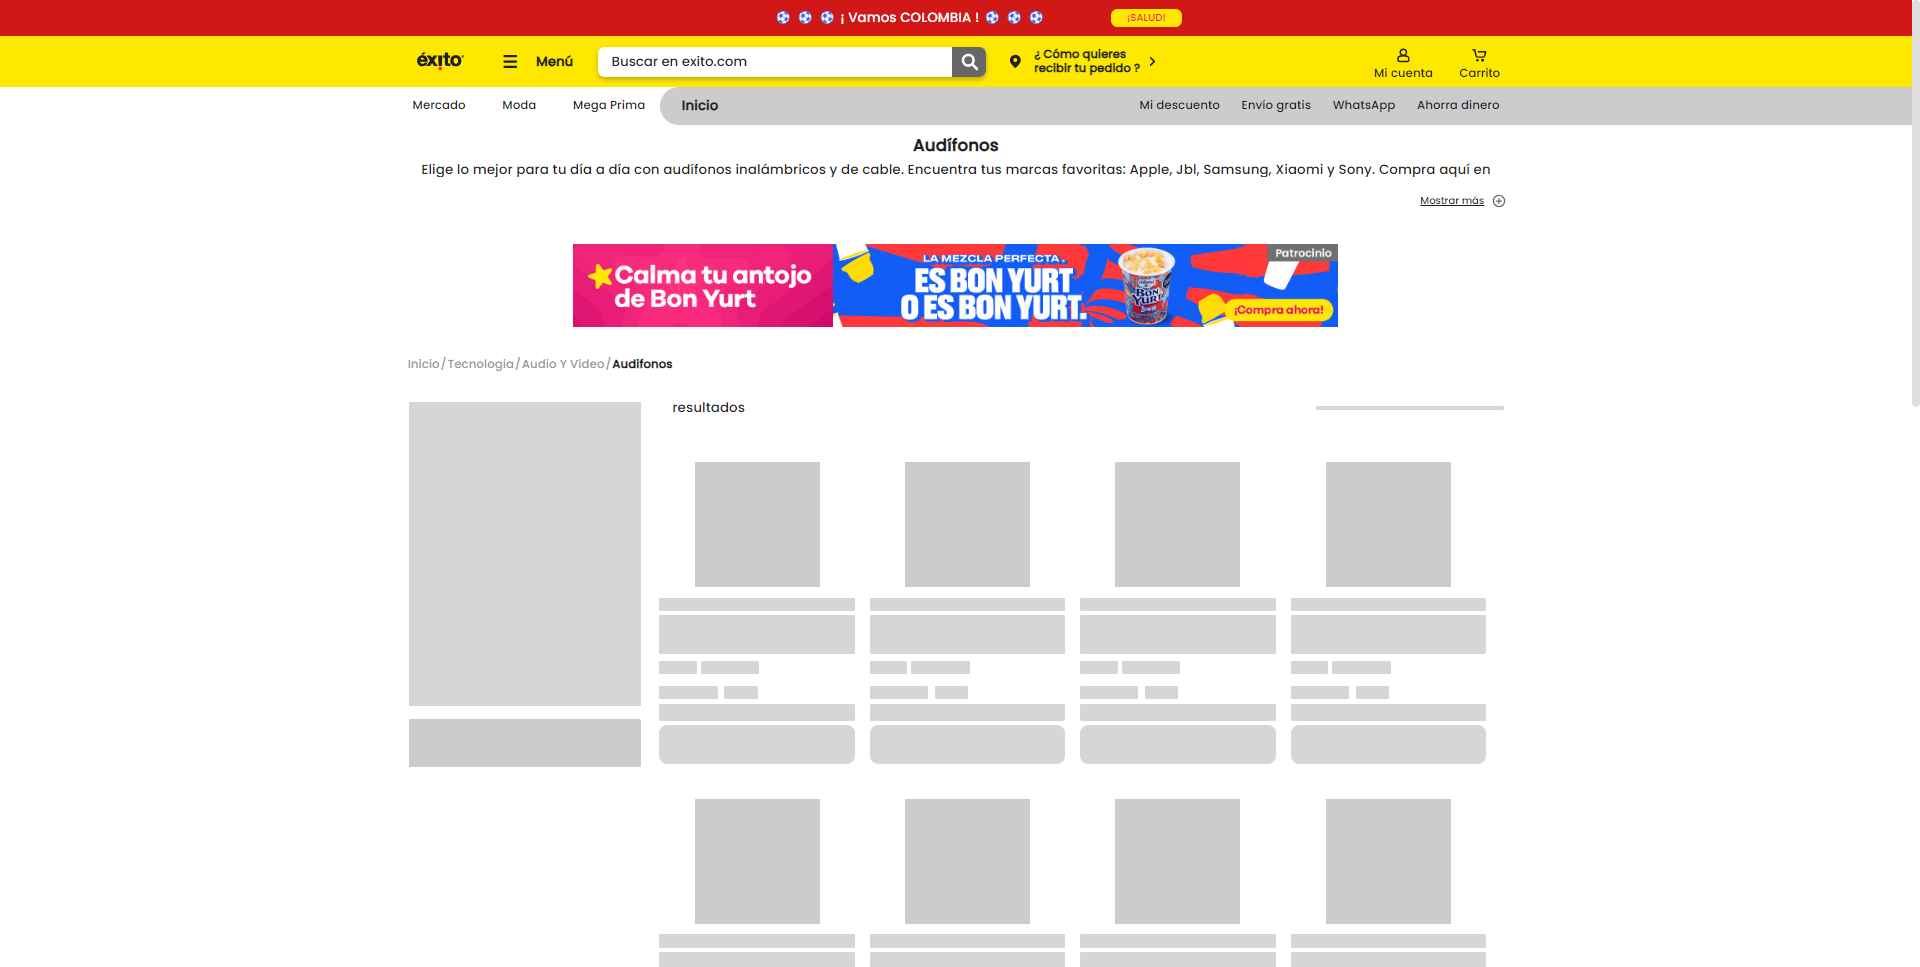 ¡ Vamos COLOMBIA !
¡SALUD!
éxito
Menú
Buscar en exito.com
¿ Cómo quieres
recibir tu pedido ?
Mi cuenta
Carrito
Mercado
Moda
Mega Prima
Inicio
Mi descuento
Envío gratis
WhatsApp
Ahorra dinero
Audífonos
Elige lo mejor para tu día a día con audífonos inalámbricos y de cable. Encuentra tus marcas favoritas: Apple, Jbl, Samsung, Xiaomi y Sony. Compra aquí en
Mostrar más
Calma tu antojo
de Bon Yurt
LA MEZCLA PERFECTA.
ES BON YURT
O ES BON YURT.
BON
YURT
Patrocinio
¡Compra ahora!
Inicio/Tecnologia/Audio Y Vídeo/Audifonos
resultados